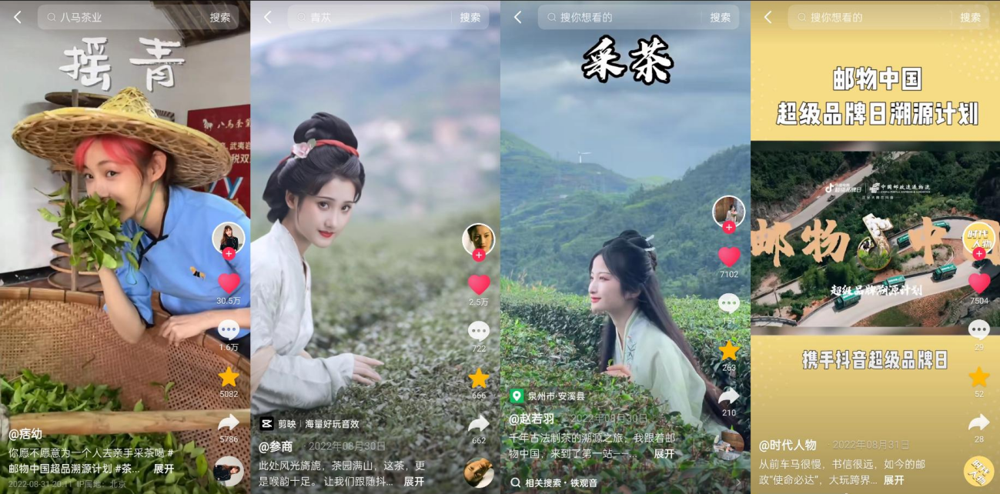 八马茶业
搜索
摇青
八马茶
武夷岩
30.5万
1.6万
5082
5786
@痞幼
你愿不愿意为一个人去亲手采茶喝 #
邮物中国超品溯源计划 #茶... 展开
2022-08-31 20:11 IP属地：北京
青苁
搜索
2.5万
722
666
662
剪映 | 海量好玩音效
@参商 · 2022年08月30日
此处风光旖旎，茶园满山，这茶，更
是喉韵十足。 让我们跟随抖... 展开
搜你想看的
搜索
采茶
7102
151
263
210
泉州市·安溪县
@赵若羽 · 2022年08月30日
千年古法制茶的溯源之旅，我跟着邮
物中国，来到了第一站——... 展开
相关搜索 · 铁观音
搜你想看的
搜索
邮物中国
超级品牌日溯源计划
中国邮政速递物流
邮物中国
超级品牌溯源计划
时代
人物
7504
29
52
28
携手抖音超级品牌日
@时代人物 · 2022年08月31日
从前车马很慢，书信很远，如今的邮
政“使命必达”，大玩跨界... 展开
时代
人物